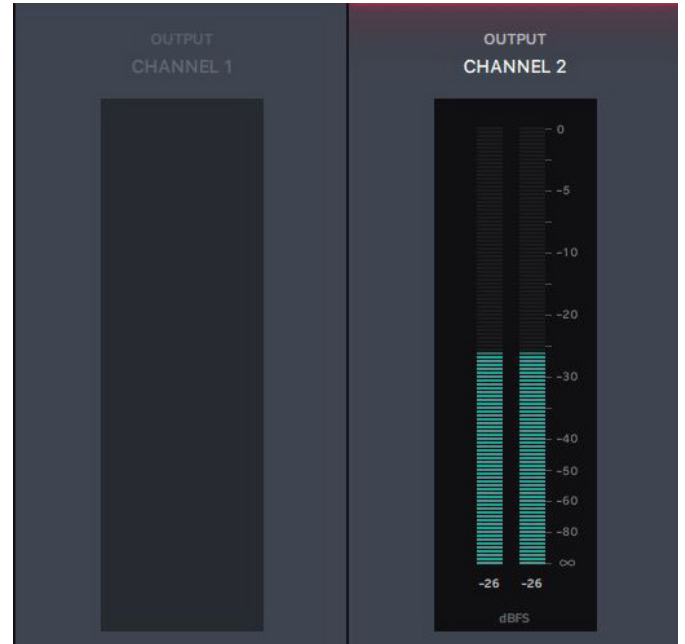 OUTPUT
CHANNEL 1
OUTPUT
CHANNEL 2
0
-5
-10
-20
-30
-40
-50
-60
-80
∞
-26 -26
dBFS